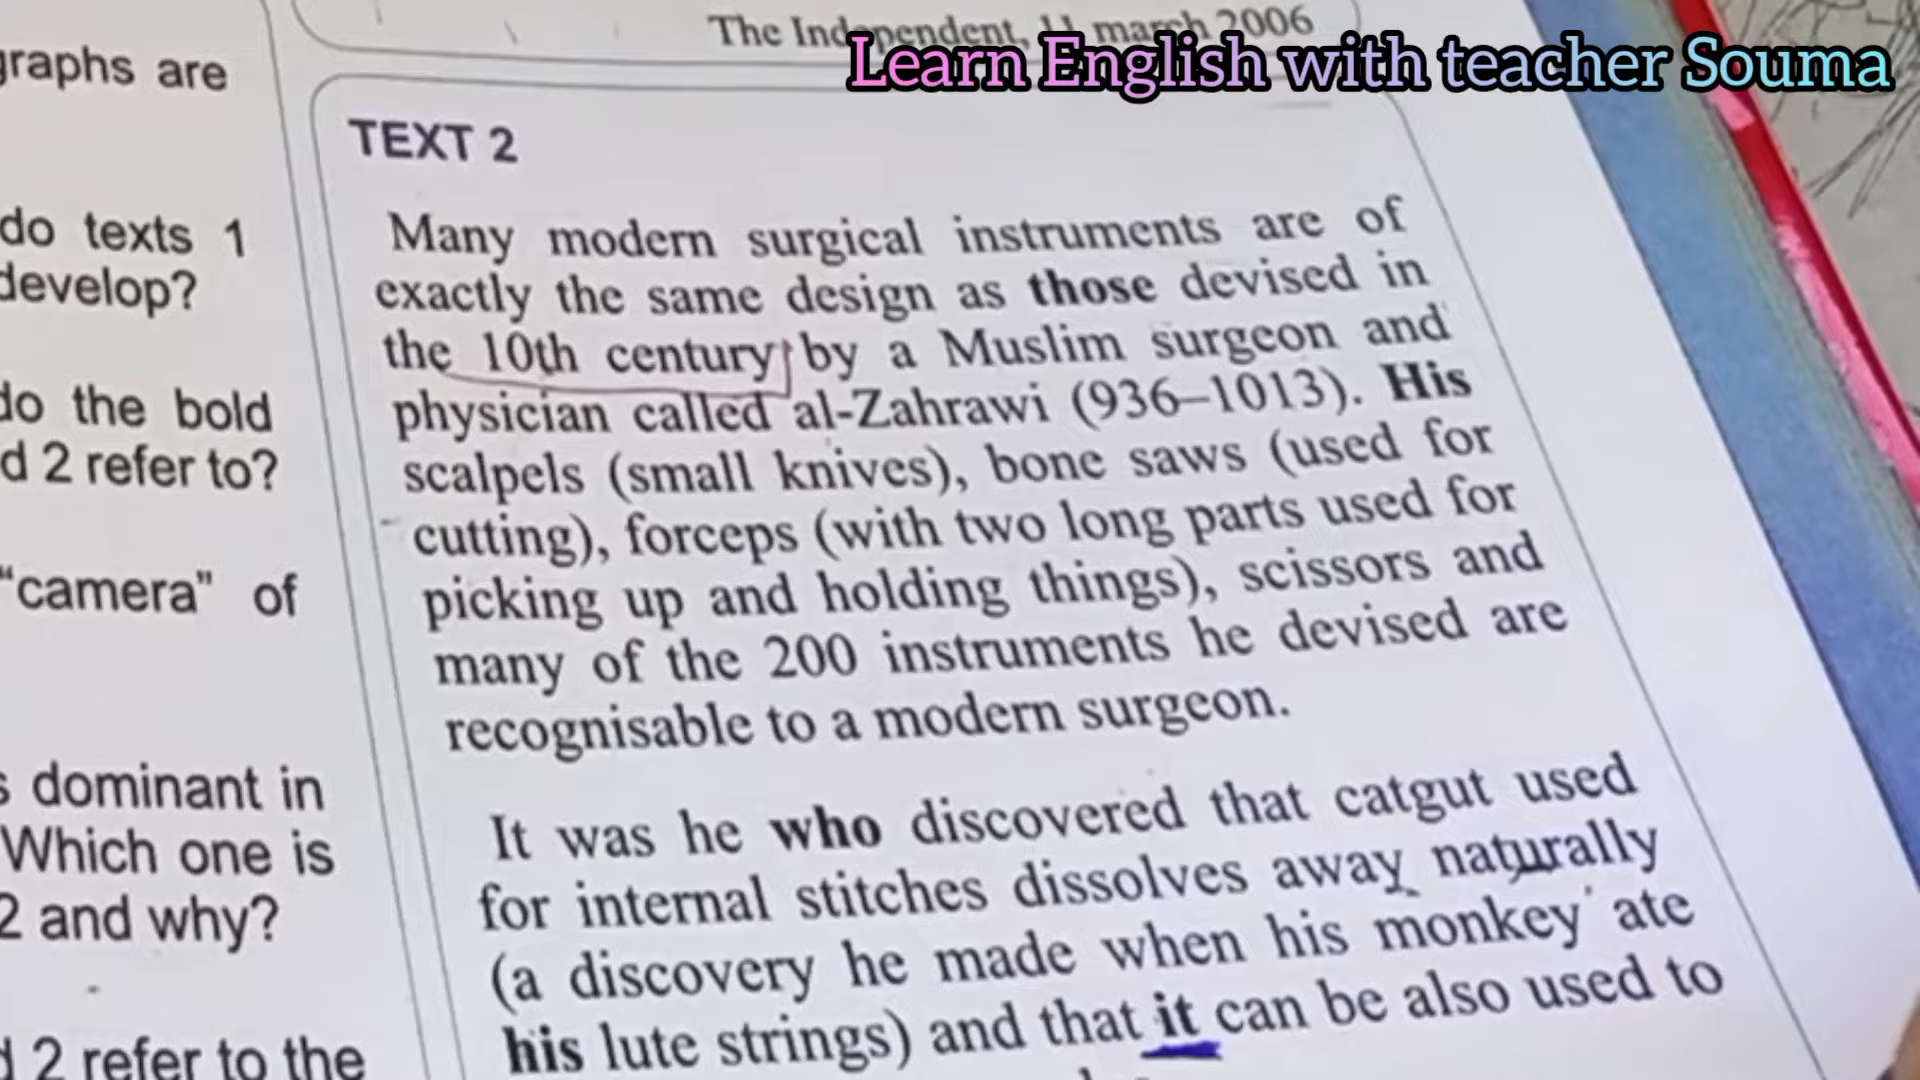 The Independent, 11 march 2006
Learn English with teacher Souma
graphs are
do texts 1
develop?
do the bold
d 2 refer to?
"camera" of
s dominant in
Which one is
2 and why?
d 2 refer to the
TEXT 2
Many modern surgical instruments are of
exactly the same design as those devised in
the 10th century by a Muslim surgeon and
physician called al-Zahrawi (936–1013). His
scalpels (small knives), bone saws (used for
cutting), forceps (with two long parts used for
picking up and holding things), scissors and
many of the 200 instruments he devised are
recognisable to a modern surgeon.
It was he who discovered that catgut used
for internal stitches dissolves away naturally
(a discovery he made when his monkey ate
his lute strings) and that it can be also used to